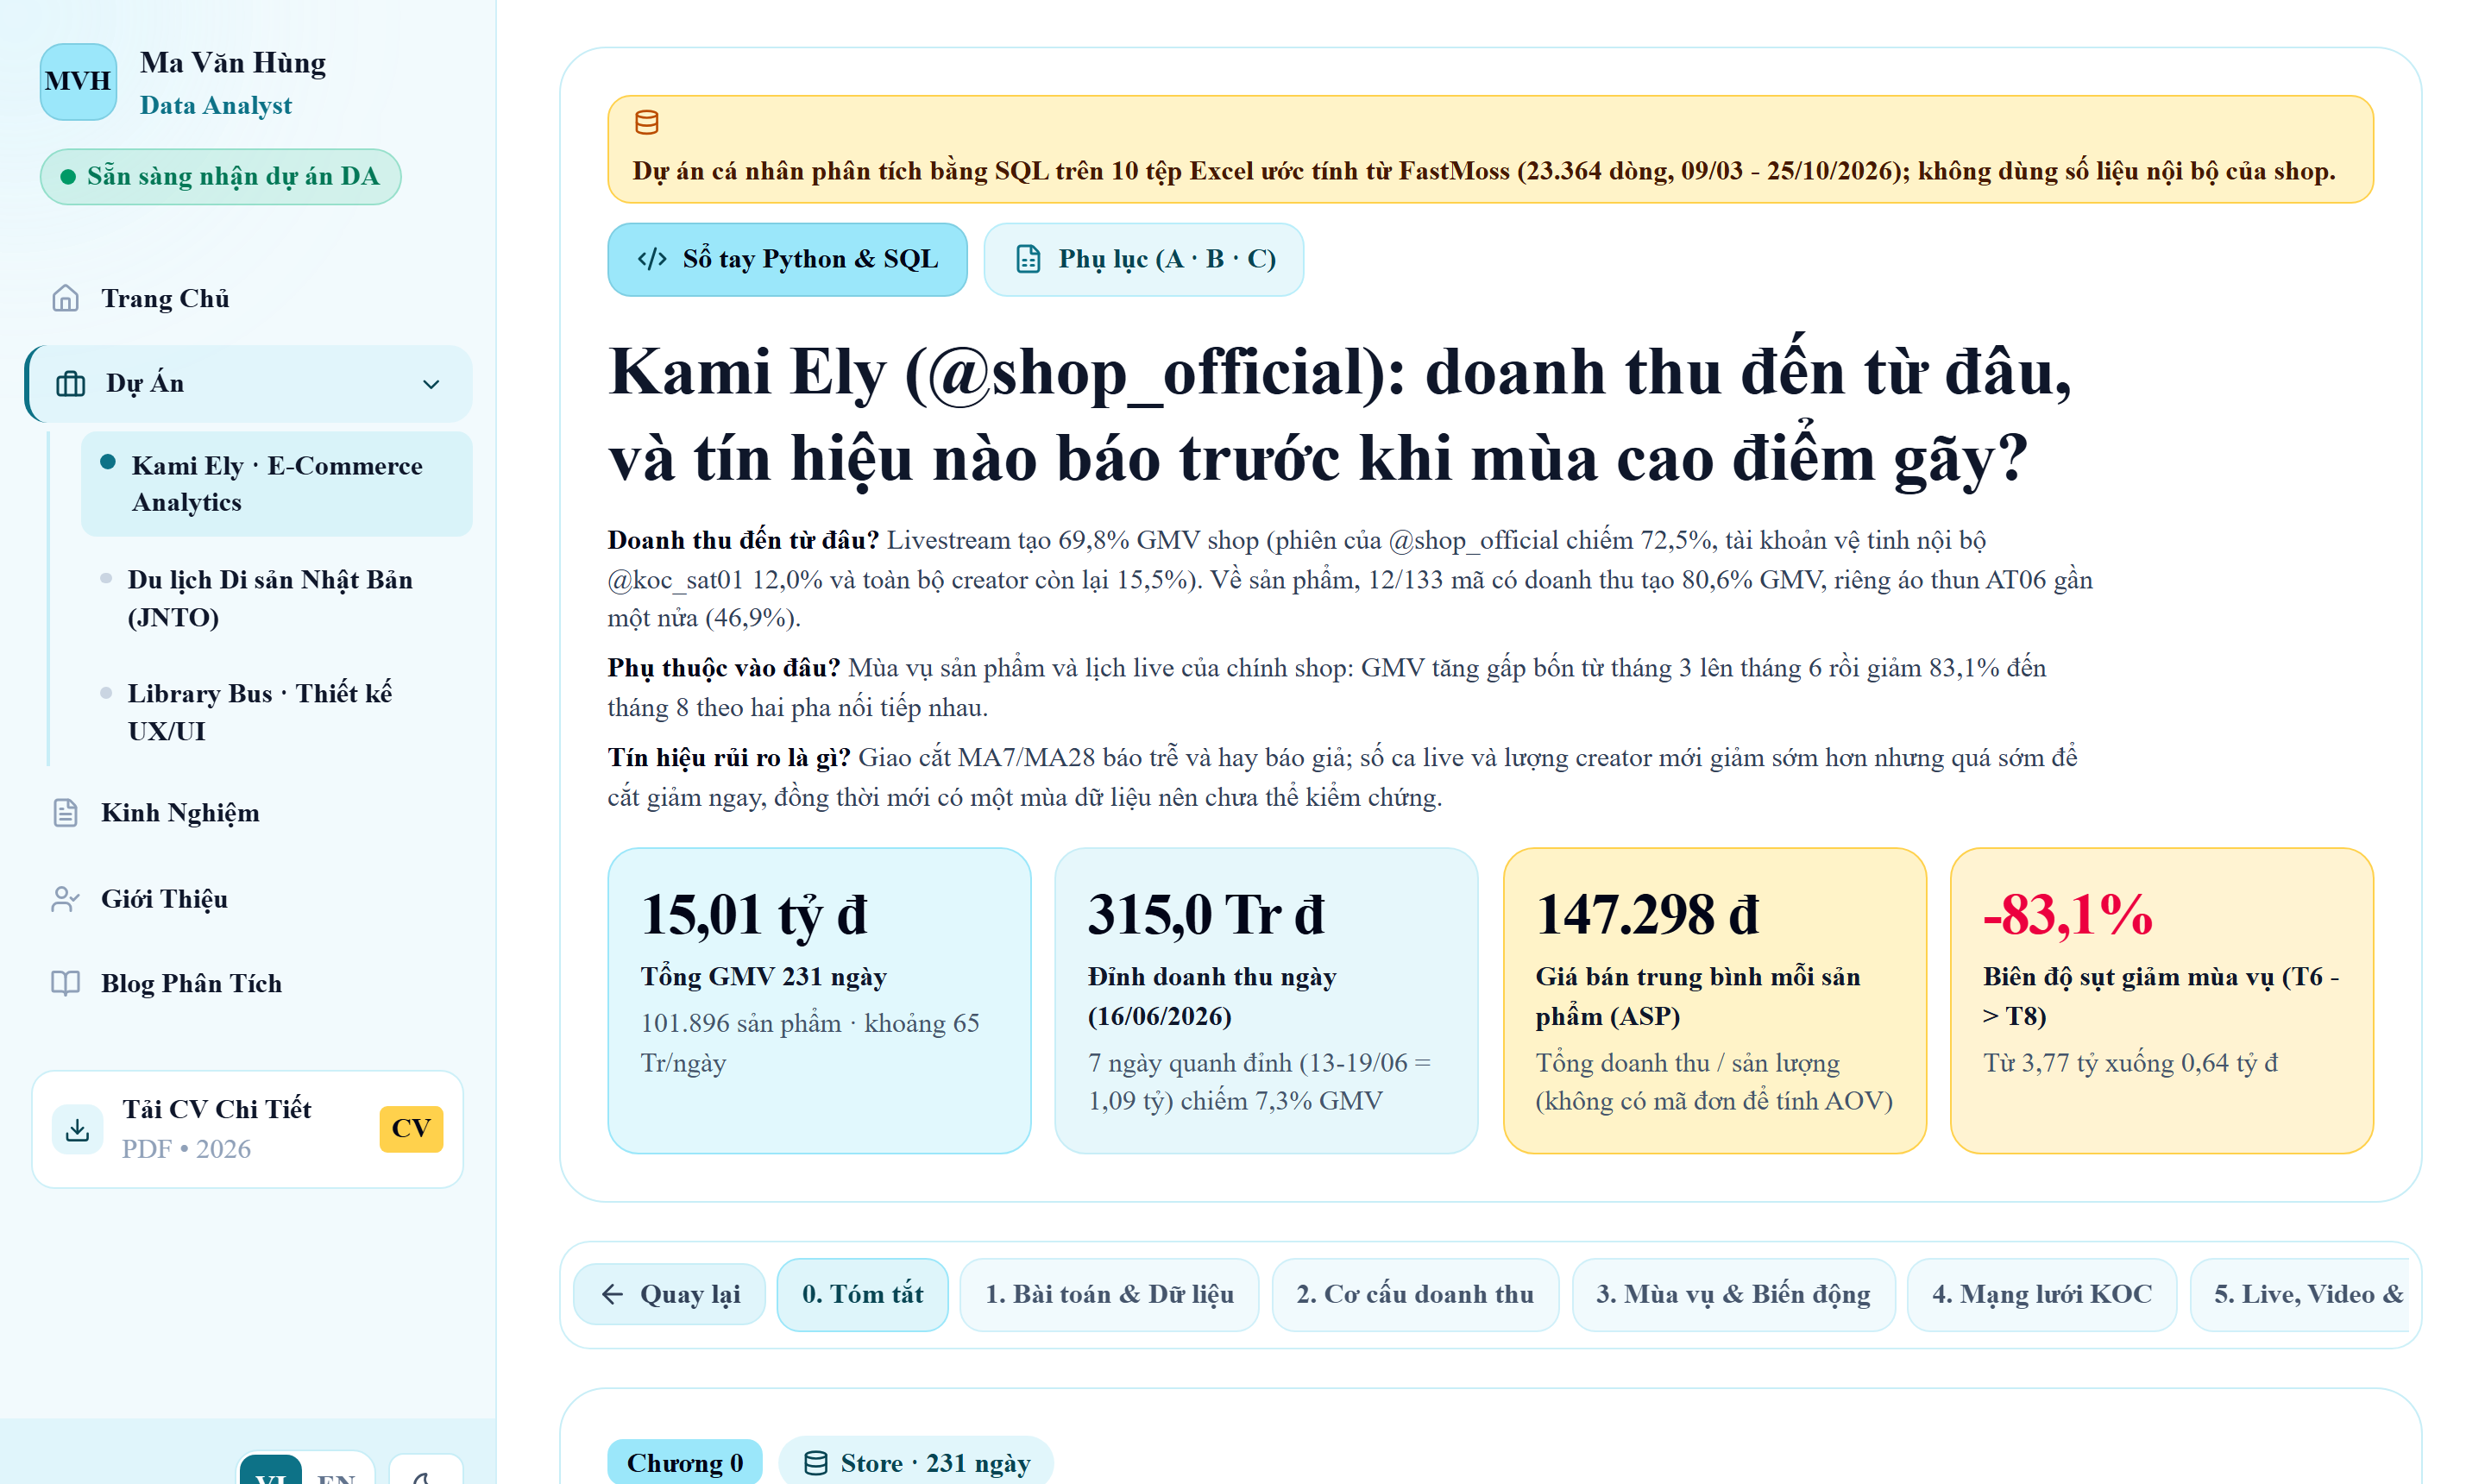 MVH
Ma Văn Hùng
Data Analyst
Sẵn sàng nhận dự án DA
Trang Chủ
Dự Án
Kami Ely · E-Commerce
Analytics
Du lịch Di sản Nhật Bản
(JNTO)
Library Bus · Thiết kế
UX/UI
Kinh Nghiệm
Giới Thiệu
Blog Phân Tích
Tải CV Chi Tiết
PDF • 2026
CV
VI EN
Dự án cá nhân phân tích bằng SQL trên 10 tệp Excel ước tính từ FastMoss (23.364 dòng, 09/03 - 25/10/2026); không dùng số liệu nội bộ của shop.
Sổ tay Python & SQL
Phụ lục (A · B · C)
Kami Ely (@shop_official): doanh thu đến từ đâu,
và tín hiệu nào báo trước khi mùa cao điểm gãy?
Doanh thu đến từ đâu? Livestream tạo 69,8% GMV shop (phiên của @shop_official chiếm 72,5%, tài khoản vệ tinh nội bộ
@koc_sat01 12,0% và toàn bộ creator còn lại 15,5%). Về sản phẩm, 12/133 mã có doanh thu tạo 80,6% GMV, riêng áo thun AT06 gần
một nửa (46,9%).
Phụ thuộc vào đâu? Mùa vụ sản phẩm và lịch live của chính shop: GMV tăng gấp bốn từ tháng 3 lên tháng 6 rồi giảm 83,1% đến
tháng 8 theo hai pha nối tiếp nhau.
Tín hiệu rủi ro là gì? Giao cắt MA7/MA28 báo trễ và hay báo giả; số ca live và lượng creator mới giảm sớm hơn nhưng quá sớm để
cắt giảm ngay, đồng thời mới có một mùa dữ liệu nên chưa thể kiểm chứng.
15,01 tỷ đ
Tổng GMV 231 ngày
101.896 sản phẩm · khoảng 65
Tr/ngày
315,0 Tr đ
Đỉnh doanh thu ngày
(16/06/2026)
7 ngày quanh đỉnh (13-19/06 =
1,09 tỷ) chiếm 7,3% GMV
147.298 đ
Giá bán trung bình mỗi sản
phẩm (ASP)
Tổng doanh thu / sản lượng
(không có mã đơn để tính AOV)
-83,1%
Biên độ sụt giảm mùa vụ (T6 -
> T8)
Từ 3,77 tỷ xuống 0,64 tỷ đ
Quay lại
0. Tóm tắt
1. Bài toán & Dữ liệu
2. Cơ cấu doanh thu
3. Mùa vụ & Biến động
4. Mạng lưới KOC
5. Live, Video &
Chương 0
Store · 231 ngày